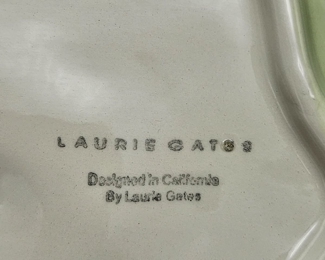 LAURIE GATES
Designed in California
By Laurie Gates